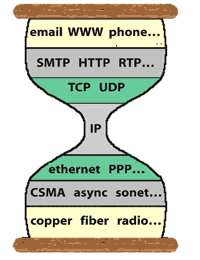 email WWW phone...
SMTP HTTP RTP...
TCP UDP
IP
ethernet PPP...
CSMA async sonet...
copper fiber radio...